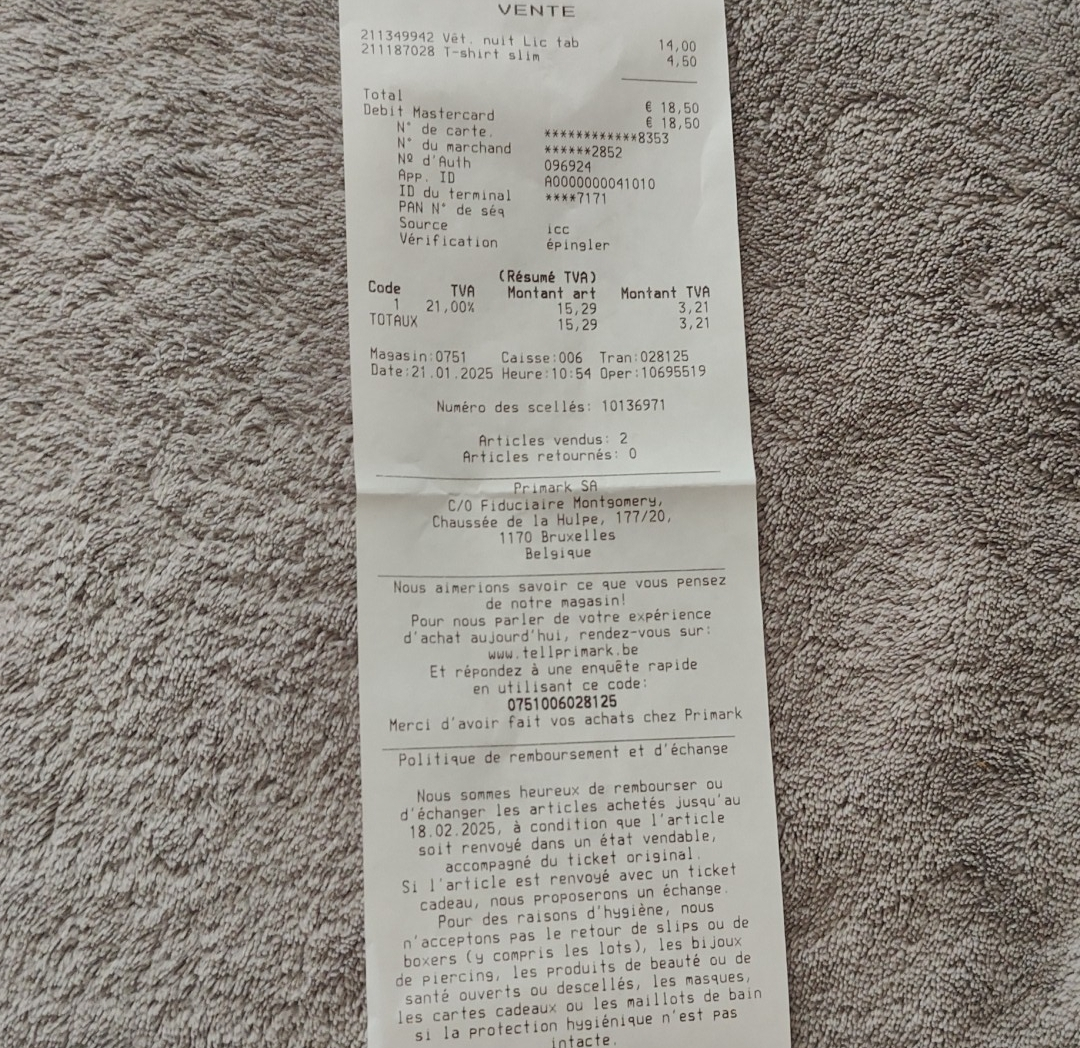 VENTE
211349942 Vêt. nuit Lic tab 14,00
211187028 T-shirt slim 4,50
Total € 18,50
Debit Mastercard € 18,50
N° de carte. ************8353
N° du marchand ******2852
Nº d'Auth 096924
App. ID A0000000041010
ID du terminal ****7171
PAN N° de séq
Source icc
Vérification épingler
(Résumé TVA)
Code TVA Montant art Montant TVA
1 21,00% 15,29 3,21
TOTAUX 15,29 3,21
Magasin:0751 Caisse:006 Tran:028125
Date:21.01.2025 Heure:10:54 Oper:10695519
Numéro des scellés: 10136971
Articles vendus: 2
Articles retournés: 0
Primark SA
C/O Fiduciaire Montgomery,
Chaussée de la Hulpe, 177/20,
1170 Bruxelles
Belgique
Nous aimerions savoir ce que vous pensez
de notre magasin!
Pour nous parler de votre expérience
d'achat aujourd'hui, rendez-vous sur:
www.tellprimark.be
Et répondez à une enquête rapide
en utilisant ce code:
0751006028125
Merci d'avoir fait vos achats chez Primark
Politique de remboursement et d'échange
Nous sommes heureux de rembourser ou
d'échanger les articles achetés jusqu'au
18.02.2025, à condition que l'article
soit renvoyé dans un état vendable,
accompagné du ticket original.
Si l'article est renvoyé avec un ticket
cadeau, nous proposerons un échange.
Pour des raisons d'hygiène, nous
n'acceptons pas le retour de slips ou de
boxers (y compris les lots), les bijoux
de piercing, les produits de beauté ou de
santé ouverts ou descellés, les masques,
les cartes cadeaux ou les maillots de bain
si la protection hygiénique n'est pas
intacte.